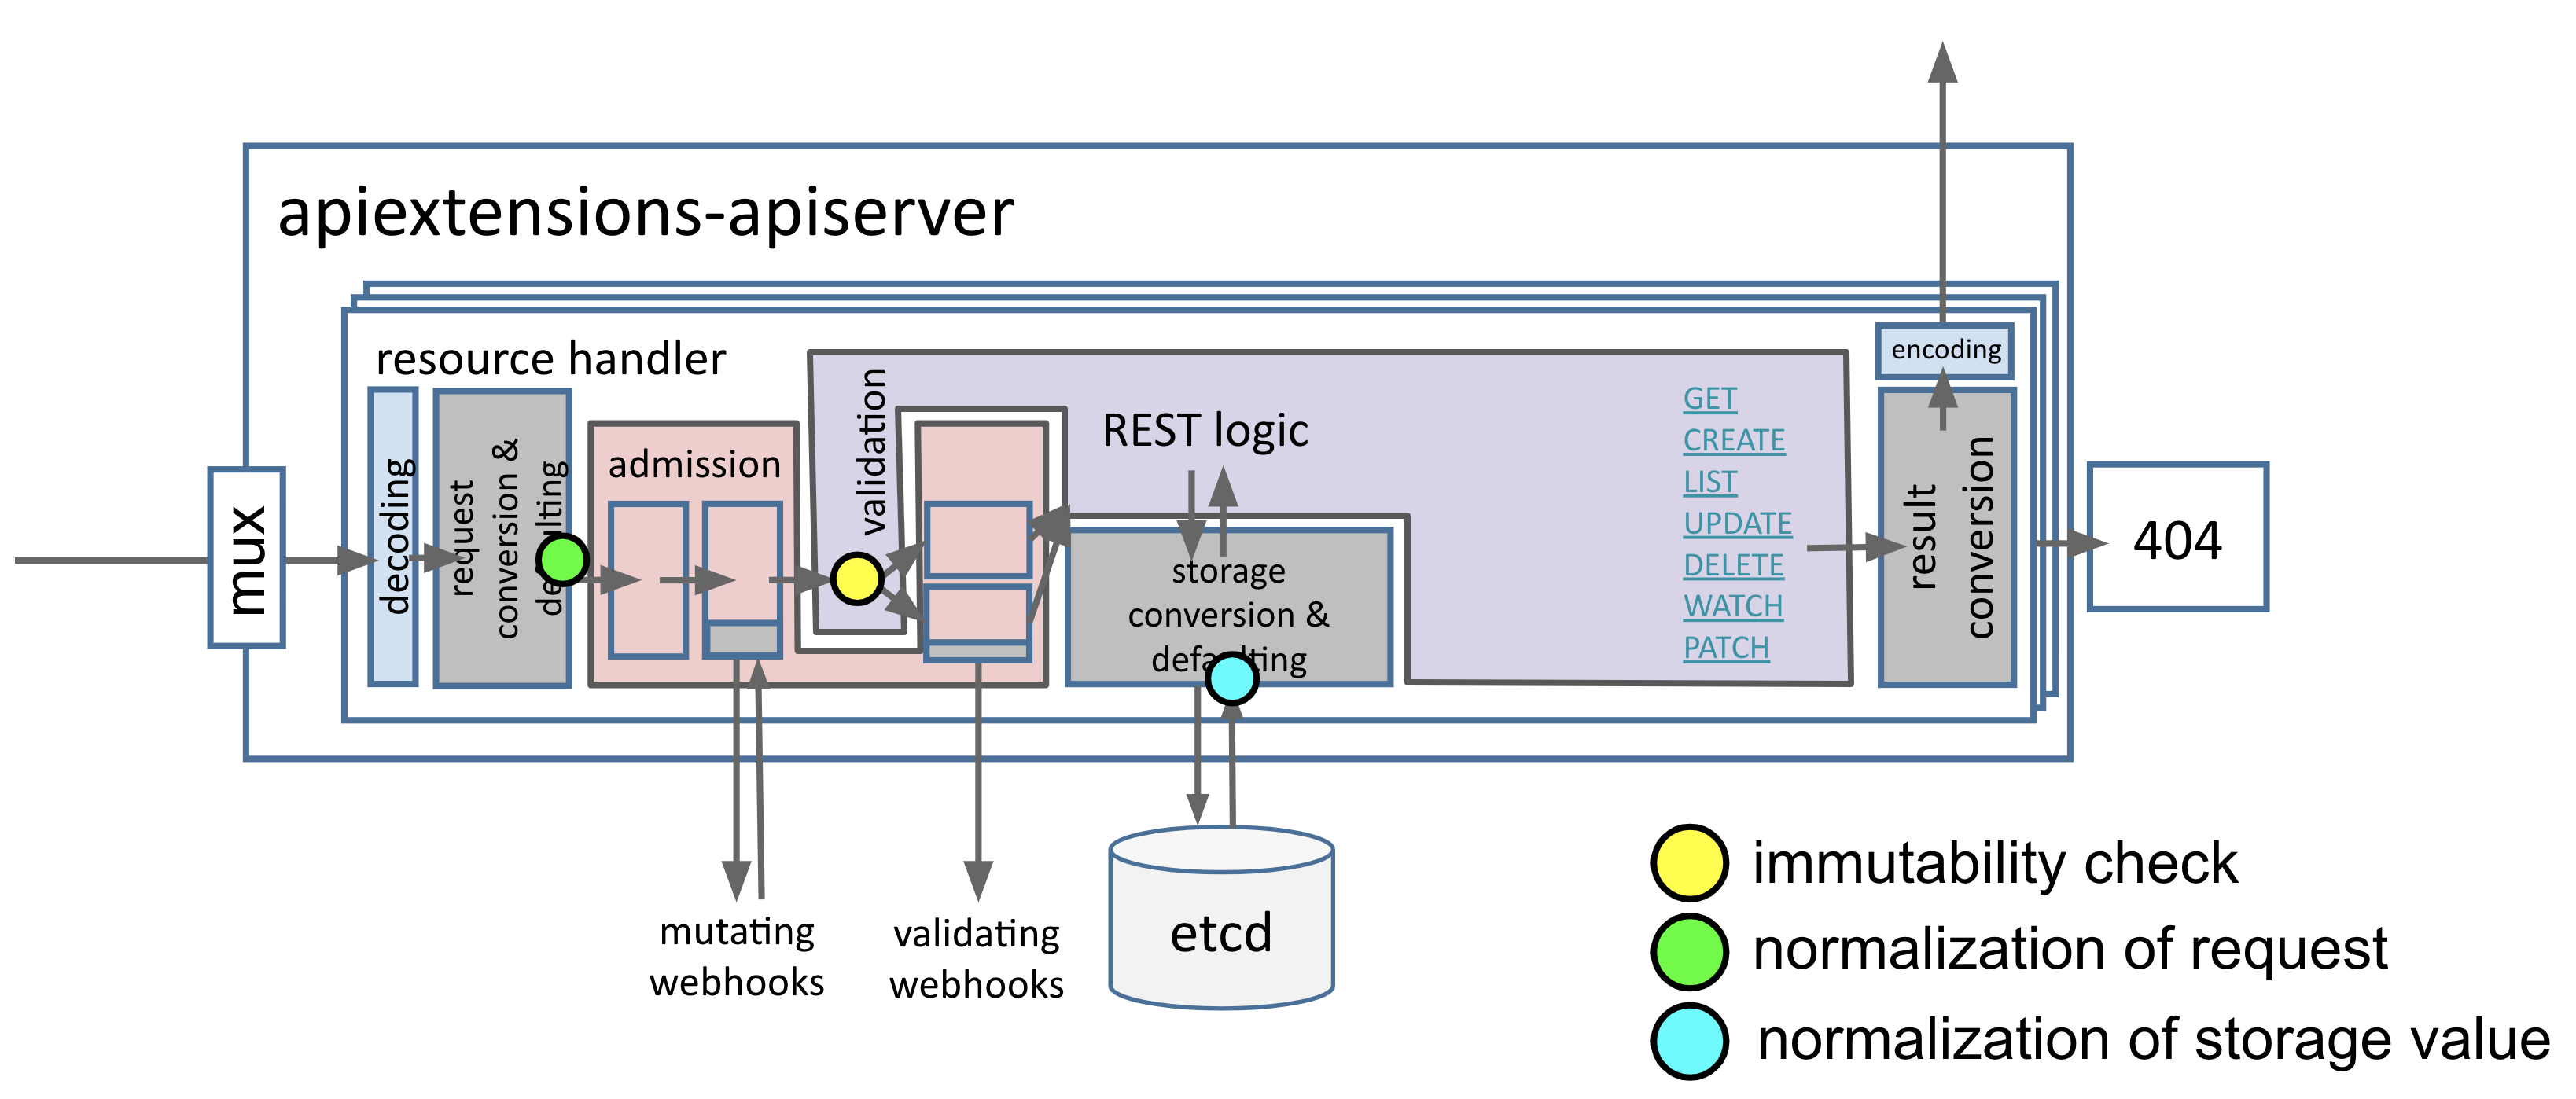 apiextensions-apiserver
resource handler
mux
decoding
request
conversion &
defaulting
admission
validation
REST logic
storage
conversion &
defaulting
GET
CREATE
LIST
UPDATE
DELETE
WATCH
PATCH
encoding
result
conversion
404
mutating
webhooks
validating
webhooks
etcd
immutability check
normalization of request
normalization of storage value